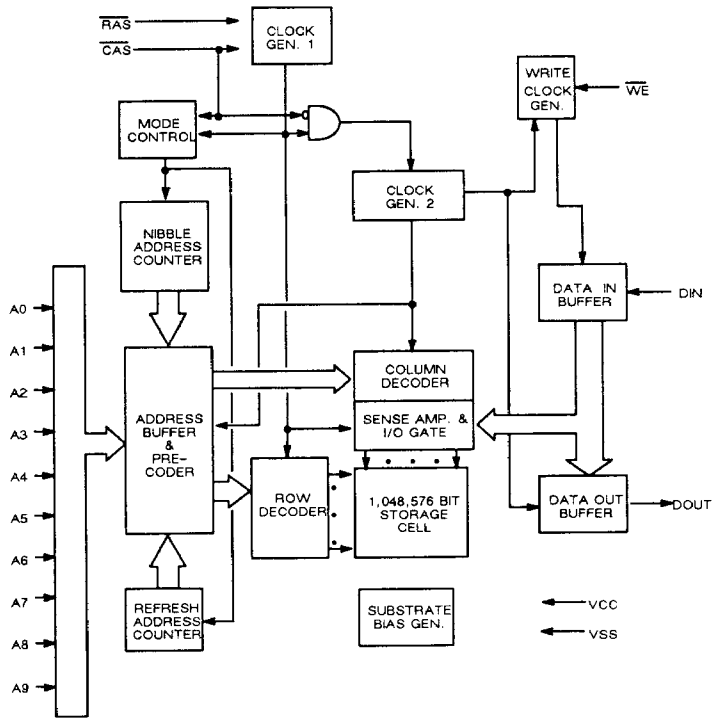 RAS
CAS
CLOCK
GEN. 1
MODE
CONTROL
WRITE
CLOCK
GEN.
WE
CLOCK
GEN. 2
NIBBLE
ADDRESS
COUNTER
DATA IN
BUFFER
DIN
A0
A1
A2
A3
A4
A5
A6
A7
A8
A9
ADDRESS
BUFFER
&
PRE-
CODER
COLUMN
DECODER
SENSE AMP. &
I/O GATE
ROW
DECODER
1,048,576 BIT
STORAGE
CELL
DATA OUT
BUFFER
DOUT
REFRESH
ADDRESS
COUNTER
SUBSTRATE
BIAS GEN.
VCC
VSS